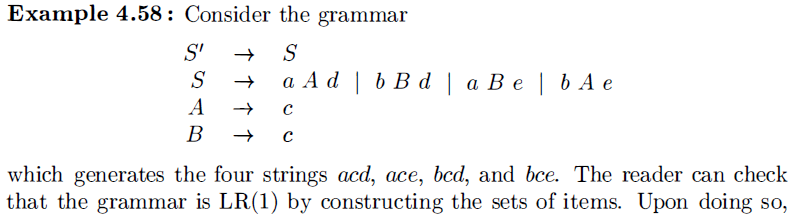 Example 4.58: Consider the grammar
S' → S
S → a A d | b B d | a B e | b A e
A → c
B → c
which generates the four strings acd, ace, bcd, and bce. The reader can check
that the grammar is LR(1) by constructing the sets of items. Upon doing so,